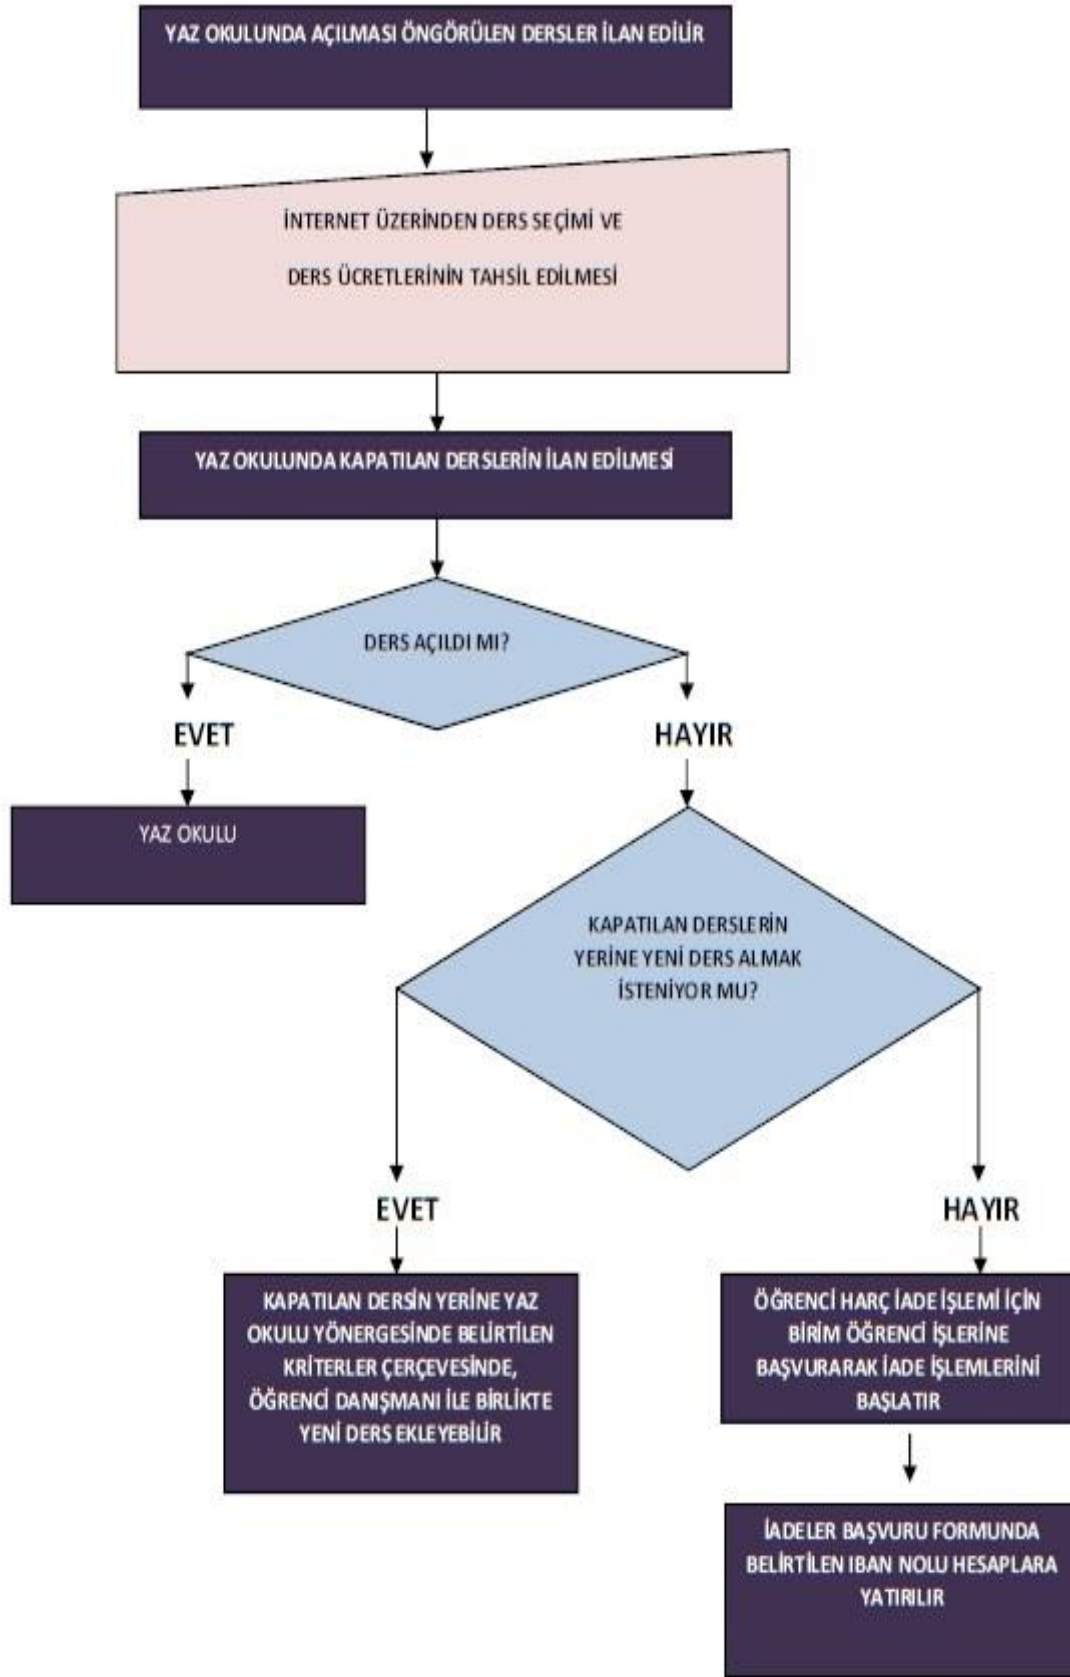 YAZ OKULUNDA AÇILMASI ÖNGÖRÜLEN DERSLER İLAN EDİLİR
İNTERNET ÜZERİNDEN DERS SEÇİMİ VE
DERS ÜCRETLERİNİN TAHSİL EDİLMESİ
YAZ OKULUNDA KAPATILAN DERSLERİN İLAN EDİLMESİ
DERS AÇILDI MI?
EVET
HAYIR
YAZ OKULU
KAPATILAN DERSLERİN
YERİNE YENİ DERS ALMAK
İSTENİYOR MU?
EVET
HAYIR
KAPATILAN DERSİN YERİNE YAZ
OKULU YÖNERGESİNDE BELİRTİLEN
KRİTERLER ÇERÇEVESİNDE,
ÖĞRENCİ DANIŞMANI İLE BİRLİKTE
YENİ DERS EKLEYEBİLİR
ÖĞRENCİ HARÇ İADE İŞLEMİ İÇİN
BİRİM ÖĞRENCİ İŞLERİNE
BAŞVURARAK İADE İŞLEMLERİNİ
BAŞLATIR
İADELER BAŞVURU FORMUNDA
BELİRTİLEN IBAN NOLU HESAPLARA
YATIRILIR